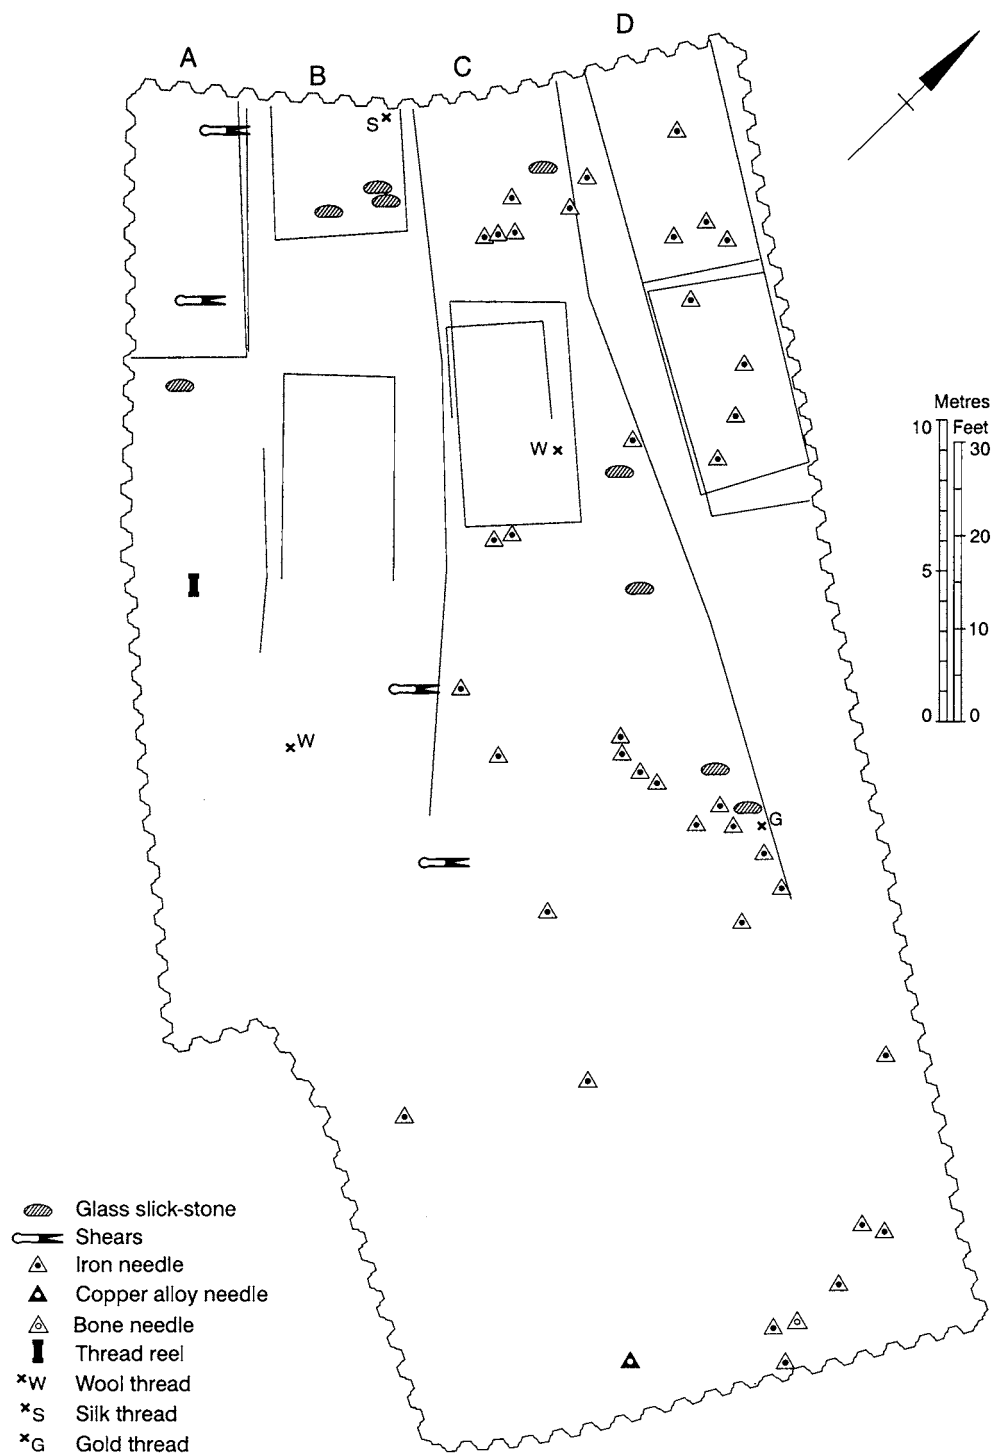 A
B
C
D
S
W
W
G
Metres
Feet
10
30
20
5
10
0
0
Glass slick-stone
Shears
Iron needle
Copper alloy needle
Bone needle
Thread reel
W Wool thread
S Silk thread
G Gold thread